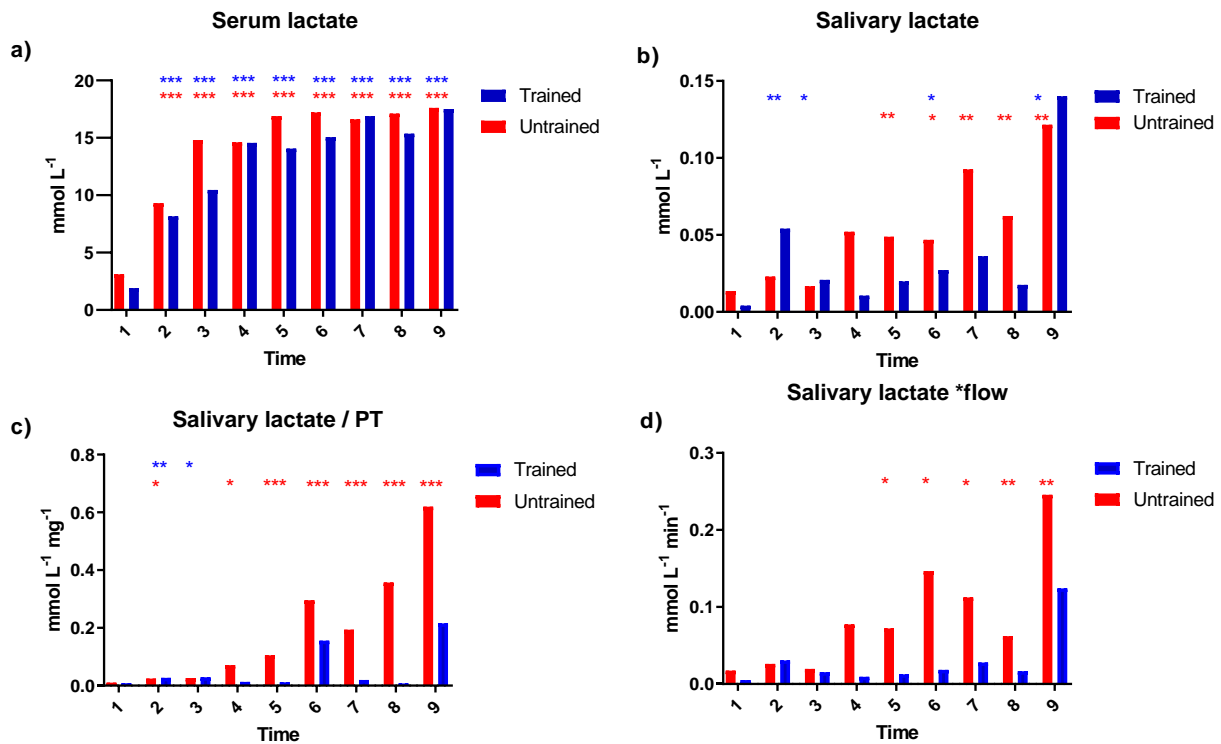 Serum lactate
a)
*** *** *** *** *** *** *** ***
*** *** *** *** *** *** *** ***
Trained
Untrained
mmol L⁻¹
20
15
10
5
0
1 2 3 4 5 6 7 8 9
Time
Salivary lactate
b)
** * * *
** * ** ** **
Trained
Untrained
mmol L⁻¹
0.15
0.10
0.05
0.00
1 2 3 4 5 6 7 8 9
Time
Salivary lactate / PT
c)
** *
* * *** *** *** *** ***
Trained
Untrained
mmol L⁻¹ mg⁻¹
0.8
0.6
0.4
0.2
0.0
1 2 3 4 5 6 7 8 9
Time
Salivary lactate *flow
d)
* * * ** **
Trained
Untrained
mmol L⁻¹ min⁻¹
0.3
0.2
0.1
0.0
1 2 3 4 5 6 7 8 9
Time